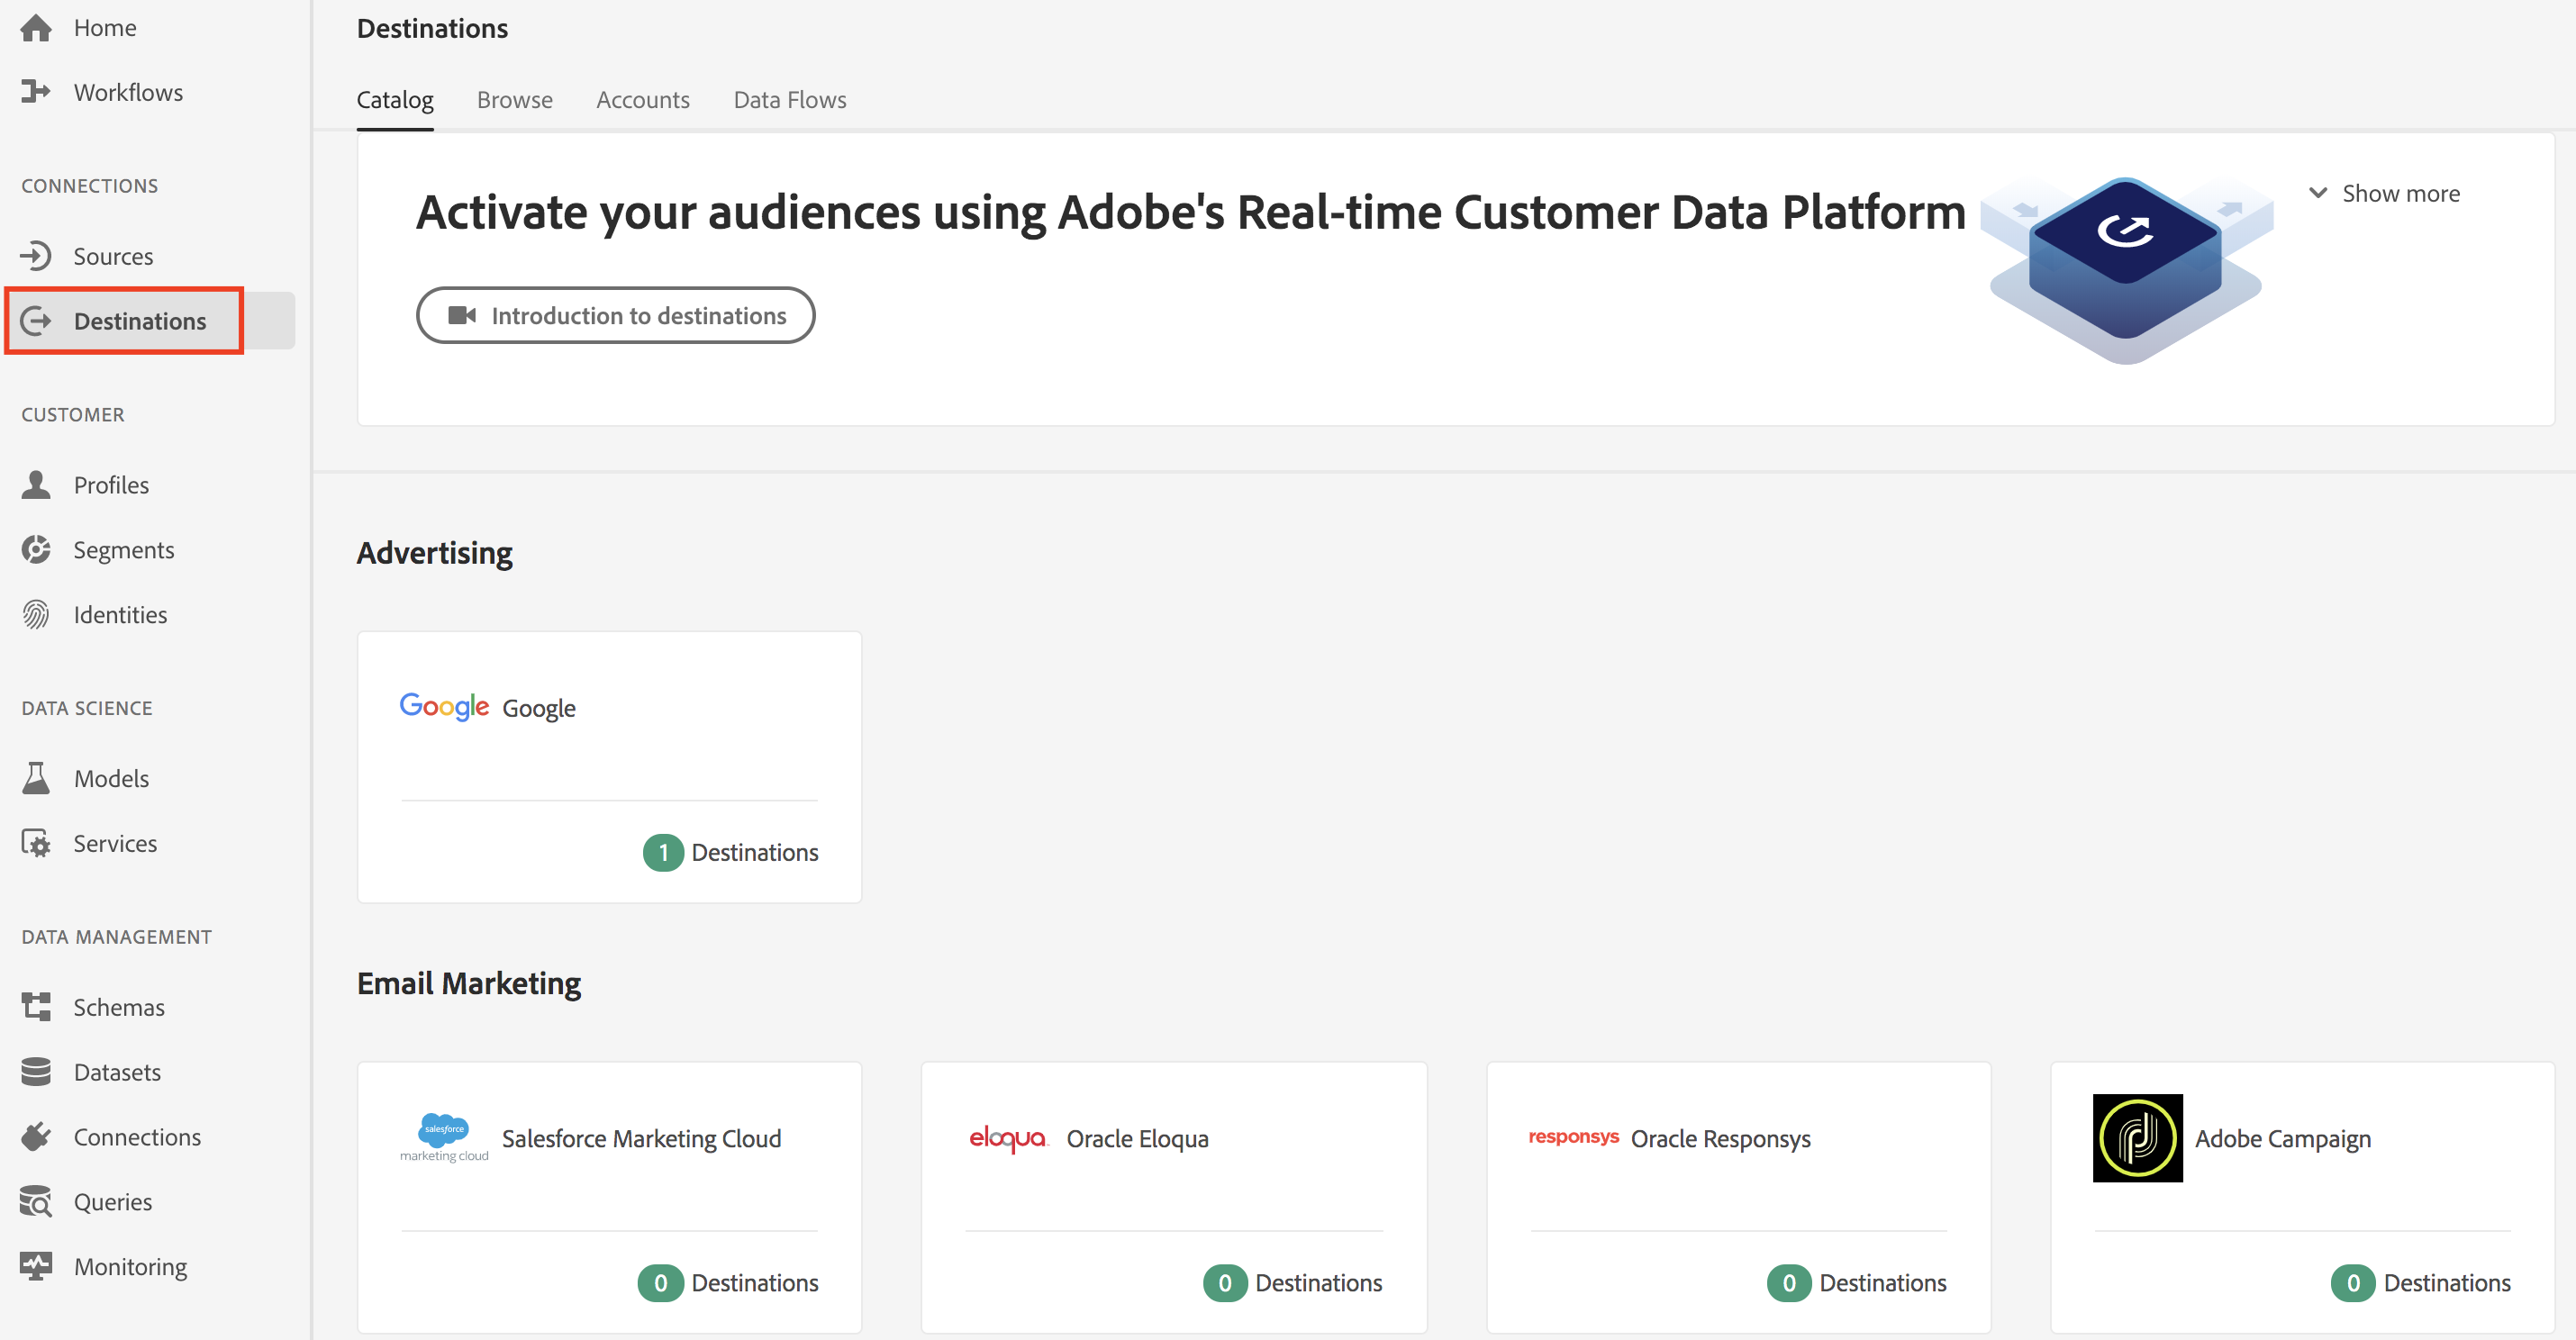 Home
Workflows
CONNECTIONS
Sources
Destinations
CUSTOMER
Profiles
Segments
Identities
DATA SCIENCE
Models
Services
DATA MANAGEMENT
Schemas
Datasets
Connections
Queries
Monitoring
Destinations
Catalog Browse Accounts Data Flows
Activate your audiences using Adobe's Real-time Customer Data Platform
Show more
Introduction to destinations
Advertising
Google Google
1 Destinations
Email Marketing
salesforce
marketing cloud
Salesforce Marketing Cloud
0 Destinations
eloqua Oracle Eloqua
0 Destinations
responsys Oracle Responsys
0 Destinations
Adobe Campaign
0 Destinations